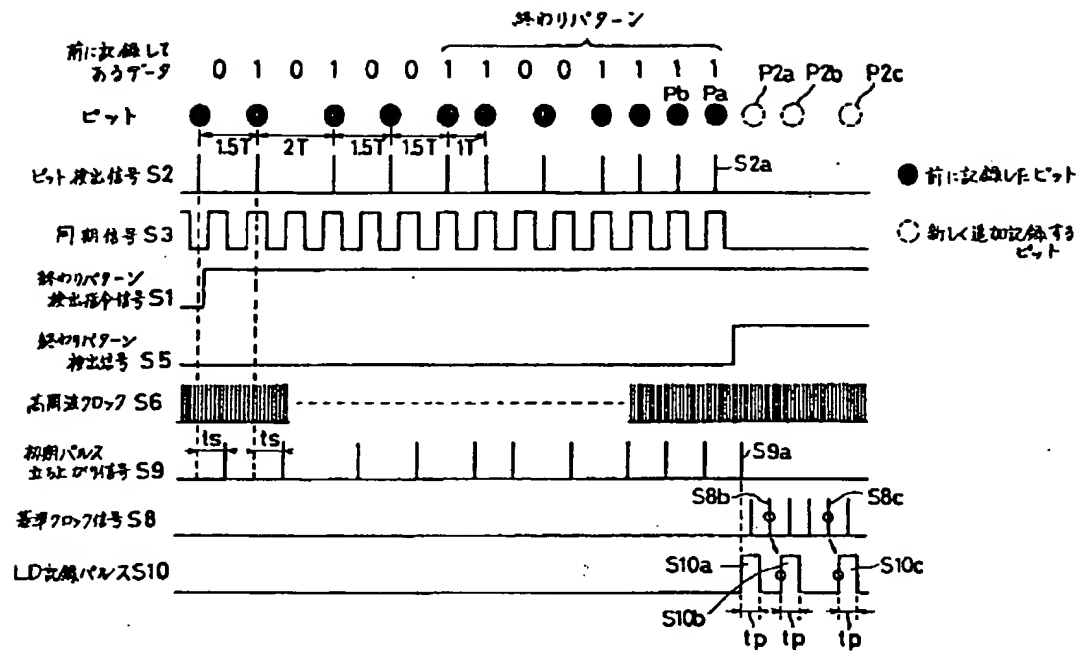 終わりパターン
前に記録して
あるデータ
0 1 0 1 0 0 1 1 0 0 1 1 1 1
Pb Pa P2a P2b P2c
ピット
1.5T 2T 1.5T 1.5T 1T
ピット検出信号 S2
S2a
前に記録したピット
同期信号 S3
新しく追加記録する
ピット
終わりパターン
検出指令信号 S1
終わりパターン
検出信号 S5
高周波クロック S6
ts ts
初期パルス
立ち上がり信号 S9
S9a
S8b S8c
基準クロック信号 S8
LD記録パルス S10
S10a S10c
S10b
tp tp tp